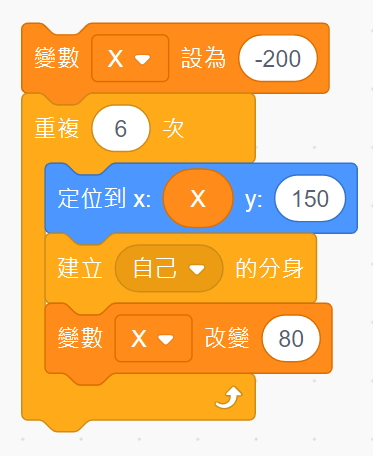 變數 X 設為 -200
重複 6 次
定位到 x: X y: 150
建立 自己 的分身
變數 X 改變 80